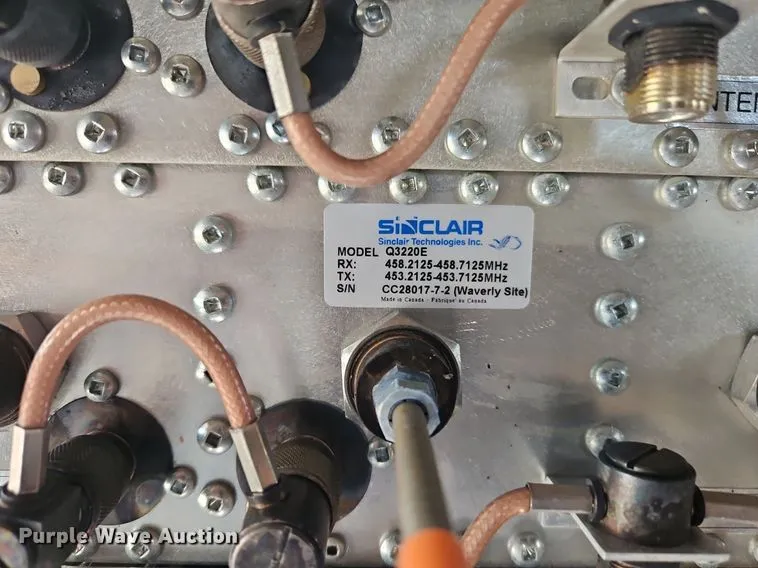 NTEN
SINCLAIR
Sinclair Technologies Inc.
MODEL Q3220E
RX: 458.2125-458.7125MHz
TX: 453.2125-453.7125MHz
S/N CC28017-7-2 (Waverly Site)
Made in Canada - Fabriqué au Canada
Purple Wave Auction®